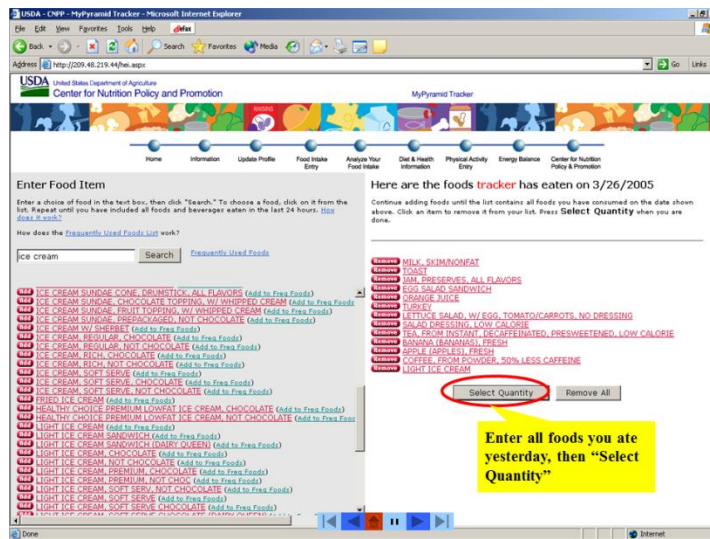 USDA - CNPP - MyPyramid Tracker - Microsoft Internet Explorer
File Edit View Favorites Tools Help eFax
Back Search Favorites Media
Address http://209.48.219.44/hei.aspx Go Links
USDA United States Department of Agriculture
Center for Nutrition Policy and Promotion MyPyramid Tracker
RAISINS
Home Information Update Profile Food Intake Entry Analyze Your Food Intake Diet & Health Information Physical Activity Entry Energy Balance Center for Nutrition Policy & Promotion
Enter Food Item
Enter a choice of food in the text box, then click "Search." To choose a food, click on it from the
list. Repeat until you have included all foods and beverages eaten in the last 24 hours. How
does it work?
How does the Frequently Used Foods List work?
ice cream Search Frequently Used Foods
Add ICE CREAM SUNDAE CONE, DRUMSTICK, ALL FLAVORS (Add to Freq Foods)
Add ICE CREAM SUNDAE, CHOCOLATE TOPPING, W/ WHIPPED CREAM (Add to Freq Foods
Add ICE CREAM SUNDAE, FRUIT TOPPING, W/ WHIPPED CREAM (Add to Freq Foods)
Add ICE CREAM SUNDAE, PREPACKAGED, NOT CHOCOLATE (Add to Freq Foods)
Add ICE CREAM W/ SHERBET (Add to Freq Foods)
Add ICE CREAM, REGULAR, CHOCOLATE (Add to Freq Foods)
Add ICE CREAM, REGULAR, NOT CHOCOLATE (Add to Freq Foods)
Add ICE CREAM, RICH, CHOCOLATE (Add to Freq Foods)
Add ICE CREAM, RICH, NOT CHOCOLATE (Add to Freq Foods)
Add ICE CREAM, SOFT SERVE (Add to Freq Foods)
Add ICE CREAM, SOFT SERVE, CHOCOLATE (Add to Freq Foods)
Add ICE CREAM, SOFT SERVE, NOT CHOCOLATE (Add to Freq Foods)
Add FRIED ICE CREAM (Add to Freq Foods)
Add HEALTHY CHOICE PREMIUM LOWFAT ICE CREAM, CHOCOLATE (Add to Freq Foods)
Add HEALTHY CHOICE PREMIUM LOWFAT ICE CREAM, NOT CHOCOLATE (Add to Freq Foo
Add LIGHT ICE CREAM (Add to Freq Foods)
Add LIGHT ICE CREAM SANDWICH (Add to Freq Foods)
Add LIGHT ICE CREAM SANDWICH (DAIRY QUEEN) (Add to Freq Foods)
Add LIGHT ICE CREAM, CHOCOLATE (Add to Freq Foods)
Add LIGHT ICE CREAM, NOT CHOCOLATE (Add to Freq Foods)
Add LIGHT ICE CREAM, PREMIUM, CHOCOLATE (Add to Freq Foods)
Add LIGHT ICE CREAM, PREMIUM, NOT CHOC (Add to Freq Foods)
Add LIGHT ICE CREAM, SOFT SERV, NOT CHOCOLATE (Add to Freq Foods)
Add LIGHT ICE CREAM, SOFT SERVE (Add to Freq Foods)
Add LIGHT ICE CREAM, SOFT SERVE CHOCOLATE (Add to Freq Foods)
Add LIGHT ICE CREAM, SOFT SERVE CHOCOLATE (DAIRY QUEEN)
Here are the foods tracker has eaten on 3/26/2005
Continue adding foods until the list contains all foods you have consumed on the date shown
above. Click an item to remove it from your list. Press Select Quantity when you are
done.
Remove MILK, SKIM/NONFAT
Remove TOAST
Remove JAM, PRESERVES, ALL FLAVORS
Remove EGG SALAD SANDWICH
Remove ORANGE JUICE
Remove TURKEY
Remove LETTUCE SALAD, W/ EGG, TOMATO/CARROTS, NO DRESSING
Remove SALAD DRESSING, LOW CALORIE
Remove TEA, FROM INSTANT, DECAFFEINATED, PRESWEETENED, LOW CALORIE
Remove BANANA (BANANAS), FRESH
Remove APPLE (APPLES), FRESH
Remove COFFEE, FROM POWDER, 50% LESS CAFFEINE
Remove LIGHT ICE CREAM
Select Quantity Remove All
Enter all foods you ate
yesterday, then “Select
Quantity”
Done Internet